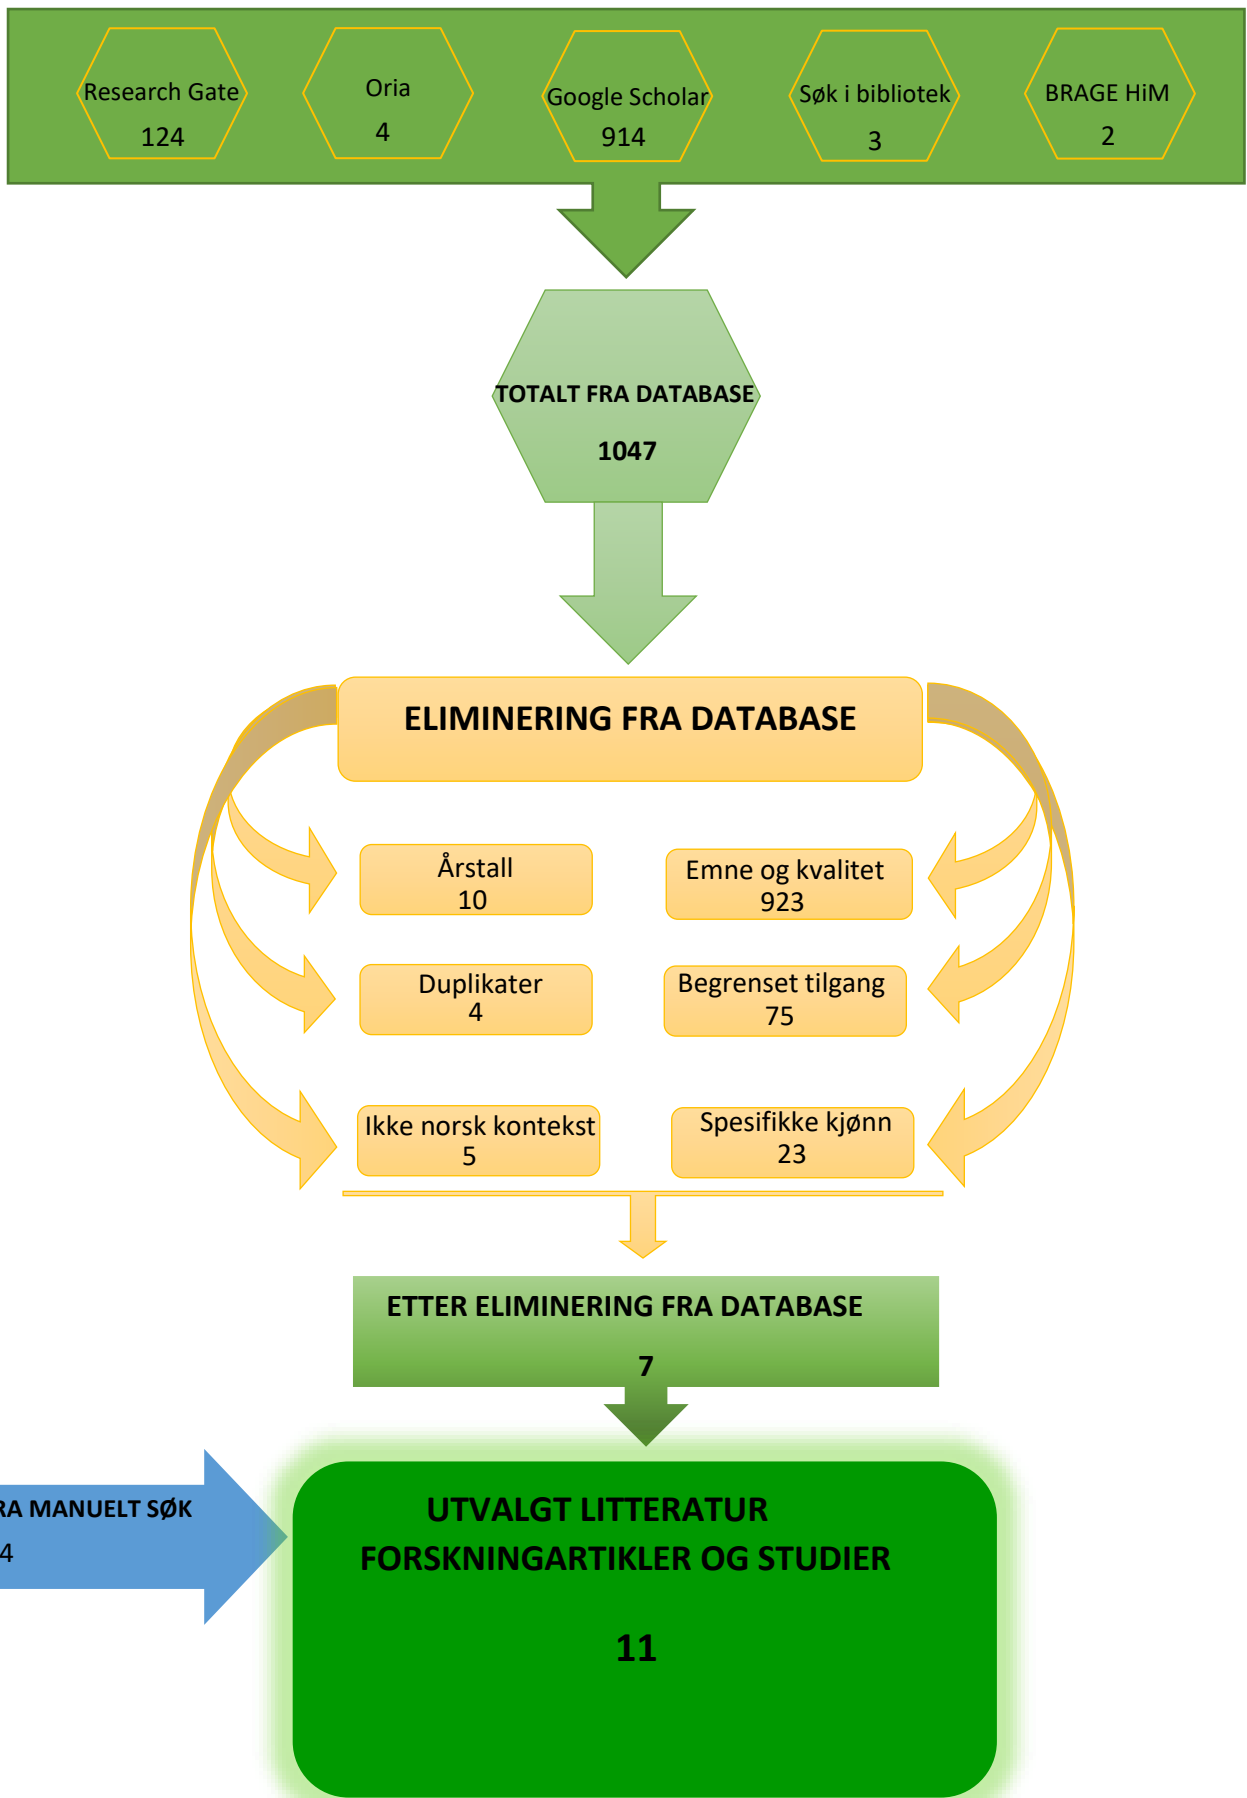 Research Gate
124
Oria
4
Google Scholar
914
Søk i bibliotek
3
BRAGE HiM
2
TOTALT FRA DATABASE
1047
ELIMINERING FRA DATABASE
Årstall
10
Emne og kvalitet
923
Duplikater
4
Begrenset tilgang
75
Ikke norsk kontekst
5
Spesifikke kjønn
23
ETTER ELIMINERING FRA DATABASE
7
RA MANUELT SØK
4
UTVALGT LITTERATUR
FORSKNINGARTIKLER OG STUDIER
11